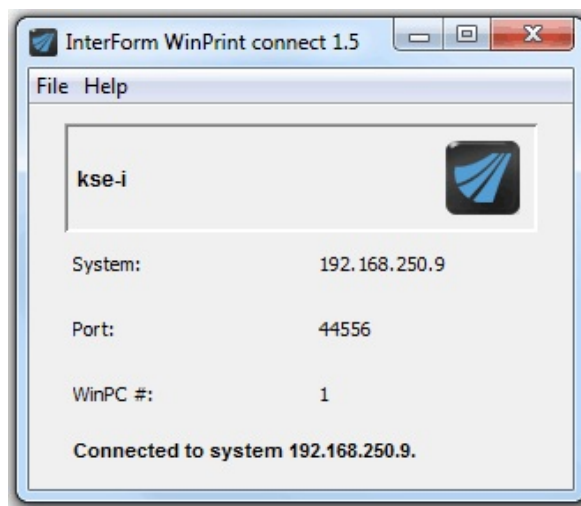 InterForm WinPrint connect 1.5
File Help
kse-i
System: 192.168.250.9
Port: 44556
WinPC #: 1
Connected to system 192.168.250.9.